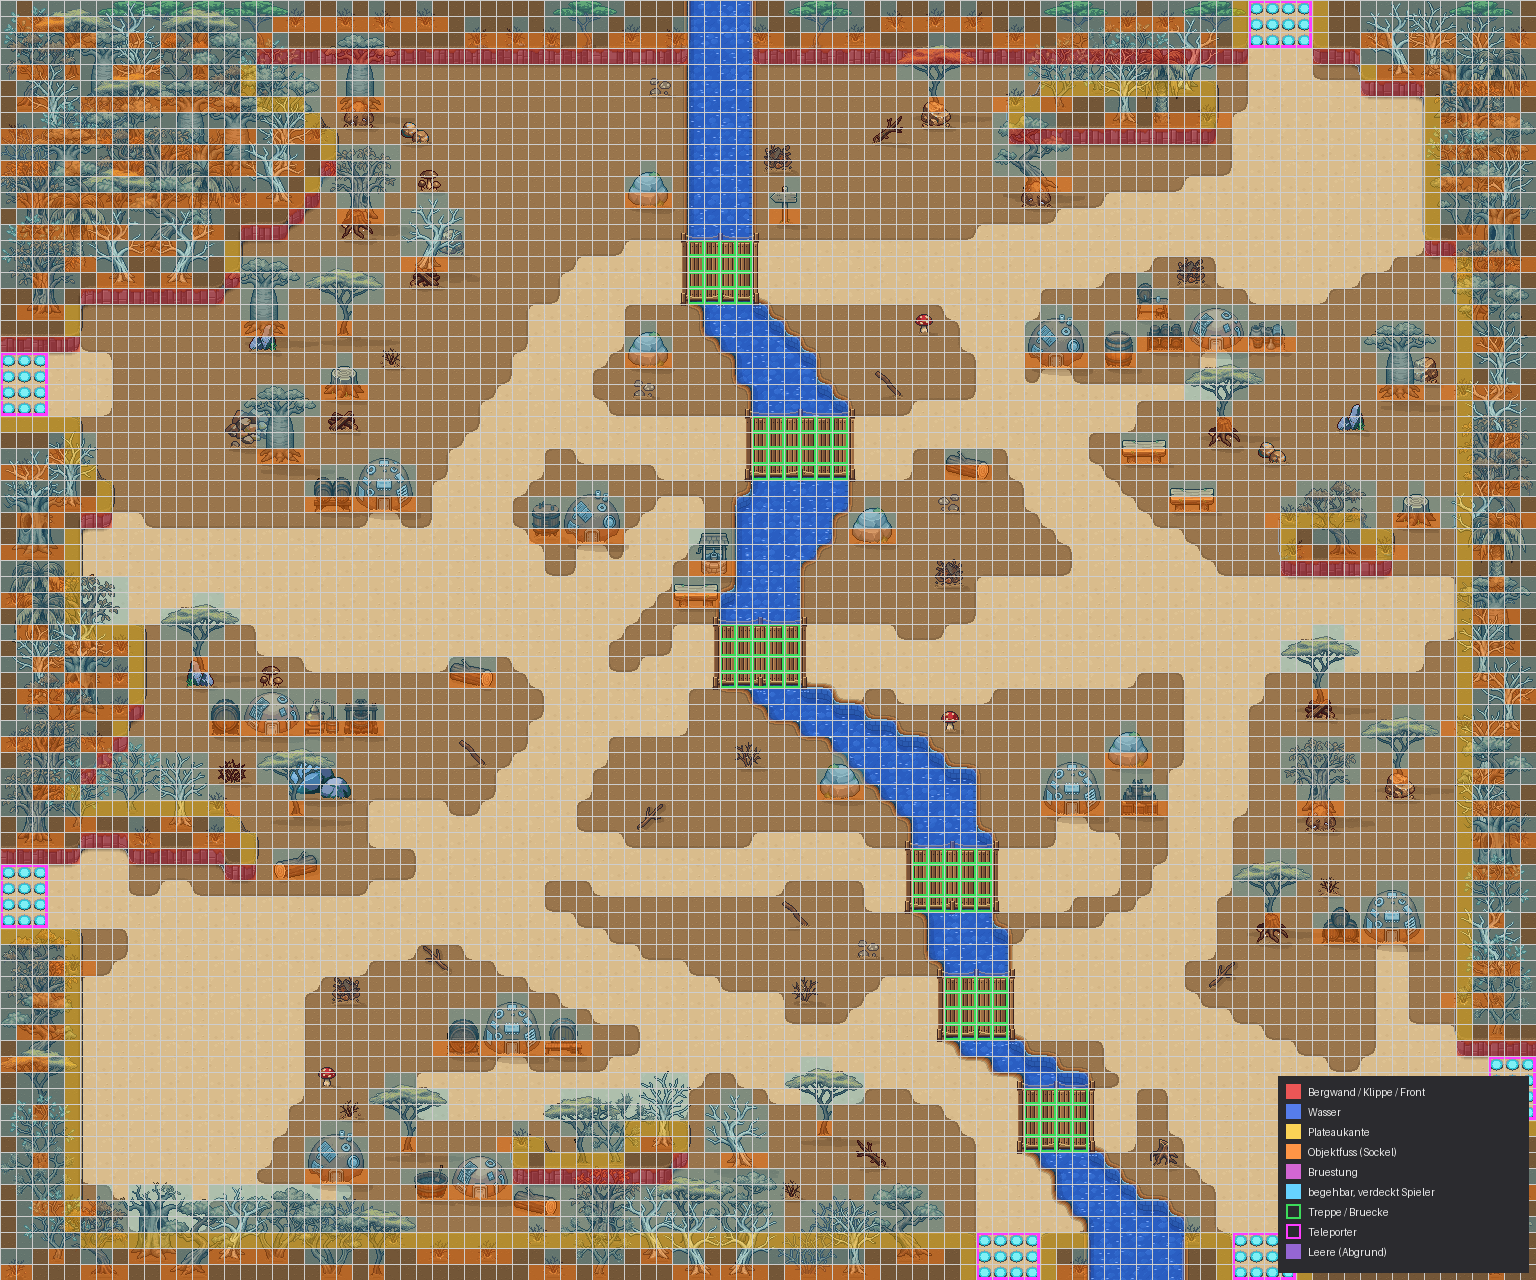 Bergwand / Klippe / Front
Wasser
Plateaukante
Objektfuss (Sockel)
Bruestung
begehbar, verdeckt Spieler
Treppe / Bruecke
Teleporter
Leere (Abgrund)